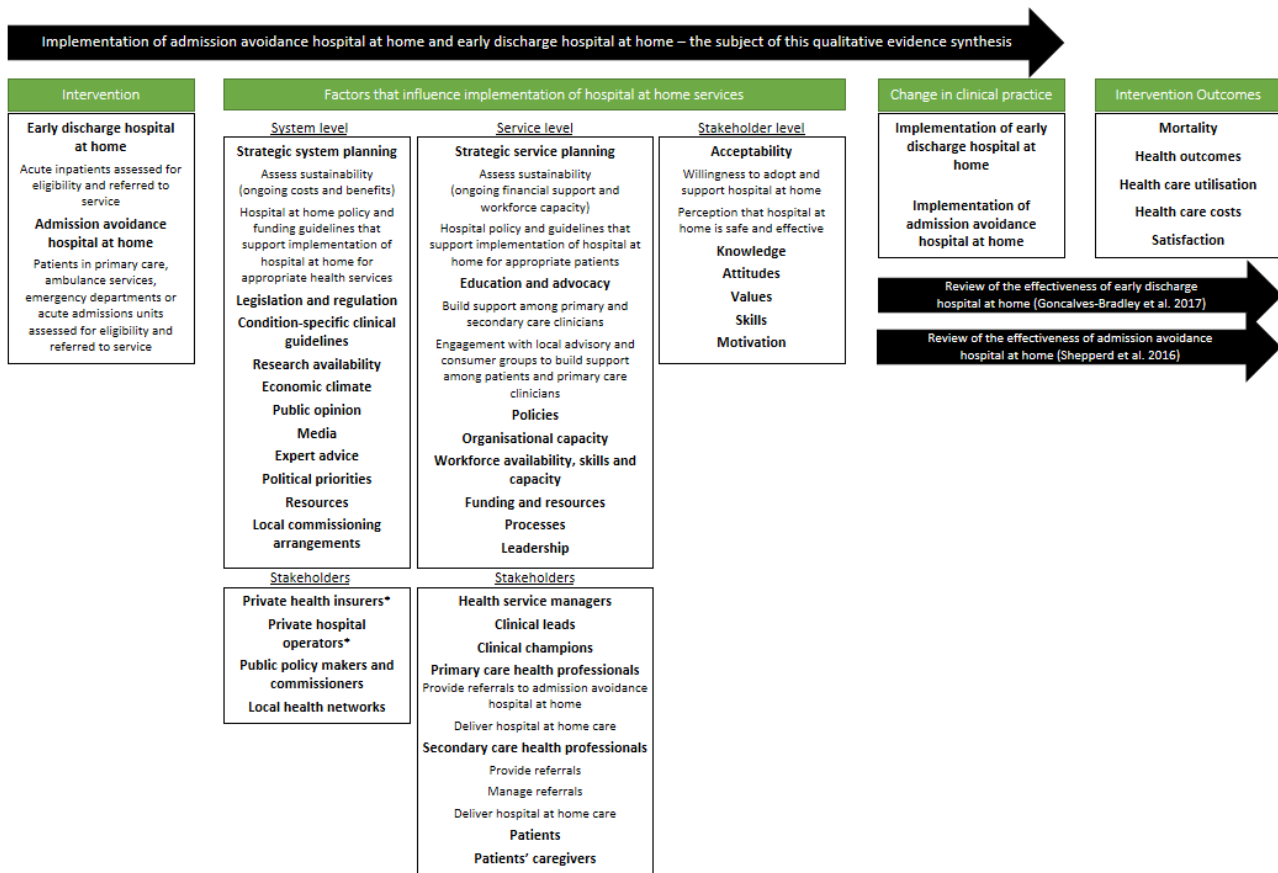 Implementation of admission avoidance hospital at home and early discharge hospital at home – the subject of this qualitative evidence synthesis
Intervention
Early discharge hospital
at home
Acute inpatients assessed for
eligibility and referred to
service
Admission avoidance
hospital at home
Patients in primary care,
ambulance services,
emergency departments or
acute admissions units
assessed for eligibility and
referred to service
Factors that influence implementation of hospital at home services
System level
Strategic system planning
Assess sustainability
(ongoing costs and benefits)
Hospital at home policy and
funding guidelines that
support implementation of
hospital at home for
appropriate health services
Legislation and regulation
Condition-specific clinical
guidelines
Research availability
Economic climate
Public opinion
Media
Expert advice
Political priorities
Resources
Local commissioning
arrangements
Stakeholders
Private health insurers*
Private hospital
operators*
Public policy makers and
commissioners
Local health networks
Service level
Strategic service planning
Assess sustainability
(ongoing financial support and
workforce capacity)
Hospital policy and guidelines that
support implementation of hospital at
home for appropriate patients
Education and advocacy
Build support among primary and
secondary care clinicians
Engagement with local advisory and
consumer groups to build support
among patients and primary care
clinicians
Policies
Organisational capacity
Workforce availability, skills and
capacity
Funding and resources
Processes
Leadership
Stakeholders
Health service managers
Clinical leads
Clinical champions
Primary care health professionals
Provide referrals to admission avoidance
hospital at home
Deliver hospital at home care
Secondary care health professionals
Provide referrals
Manage referrals
Deliver hospital at home care
Patients
Patients' caregivers
Stakeholder level
Acceptability
Willingness to adopt and
support hospital at home
Perception that hospital at
home is safe and effective
Knowledge
Attitudes
Values
Skills
Motivation
Change in clinical practice
Implementation of early
discharge hospital at
home
Implementation of
admission avoidance
hospital at home
Intervention Outcomes
Mortality
Health outcomes
Health care utilisation
Health care costs
Satisfaction
Review of the effectiveness of early discharge
hospital at home (Goncalves-Bradley et al. 2017)
Review of the effectiveness of admission avoidance
hospital at home (Shepperd et al. 2016)